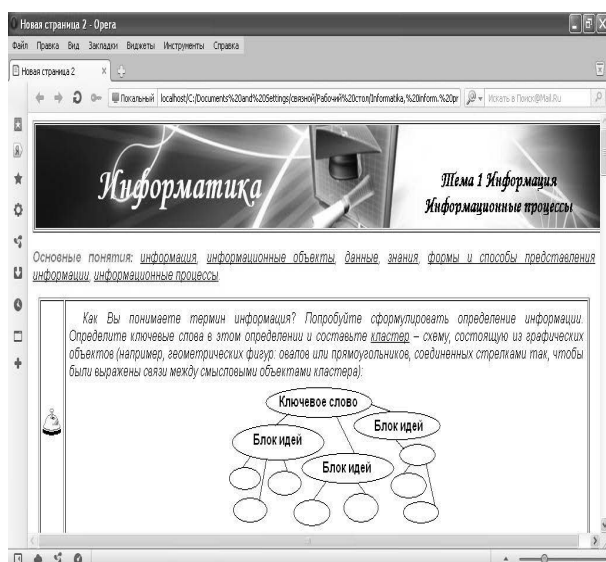 Новая страница 2 - Opera
Файл Правка Вид Закладки Виджеты Инструменты Справка
Новая страница 2
Локальный localhost/C:/Documents%20and%20Settings/связной/Рабочий%20стол/Informatika,%20inform.%20pr Искать в Поиск@Mail.Ru
Информатика
Тема 1 Информация
Информационные процессы
Основные понятия: информация, информационные объекты, данные, знания, формы и способы представления
информации, информационные процессы.
Как Вы понимаете термин информация? Попробуйте сформулировать определение информации.
Определите ключевые слова в этом определении и составьте кластер – схему, состоящую из графических
объектов (например, геометрических фигур: овалов или прямоугольников, соединенных стрелками так, чтобы
были выражены связи между смысловыми объектами кластера):
Ключевое слово
Блок идей
Блок идей
Блок идей